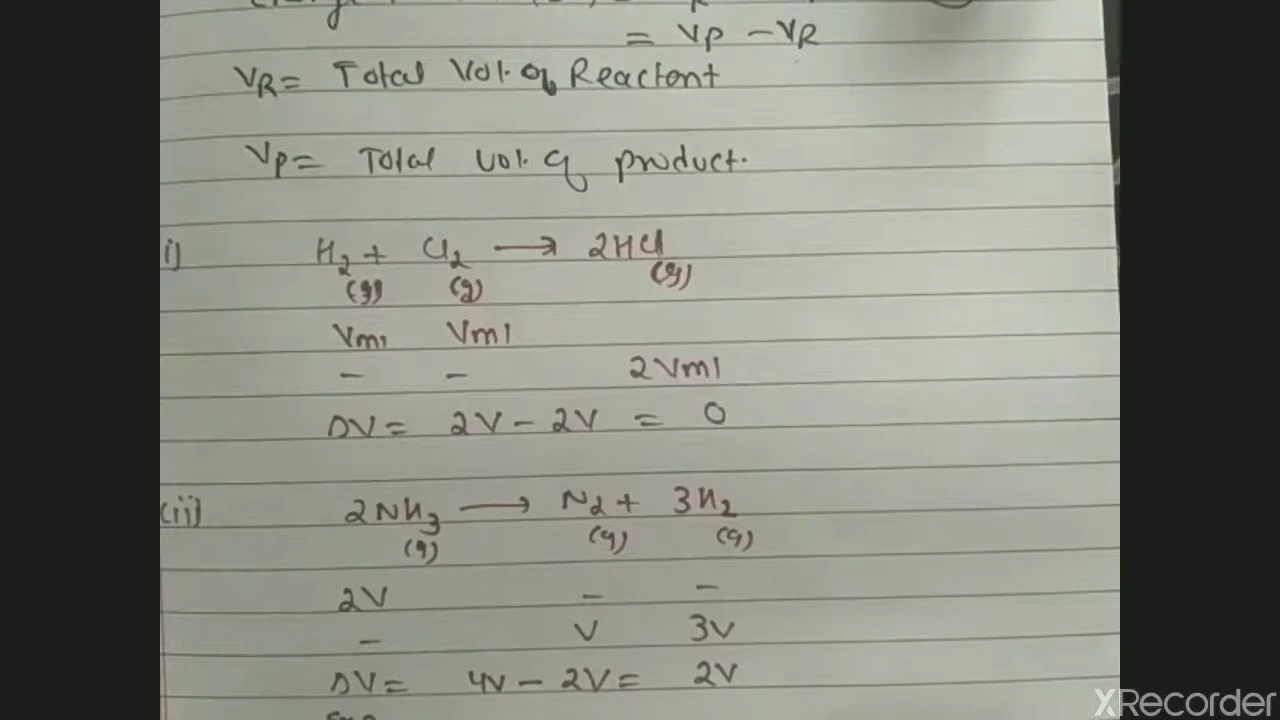 = VP - VR
VR = Total Vol. of Reactant
VP = Total Vol. of product.
i) H2 + Cl2 → 2HCl
(g) (g) (g)
Vml Vml
- - 2Vml
ΔV = 2V - 2V = 0
(ii) 2NH3 → N2 + 3H2
(g) (g) (g)
2V - -
- V 3V
ΔV = 4V - 2V = 2V
XRecorder